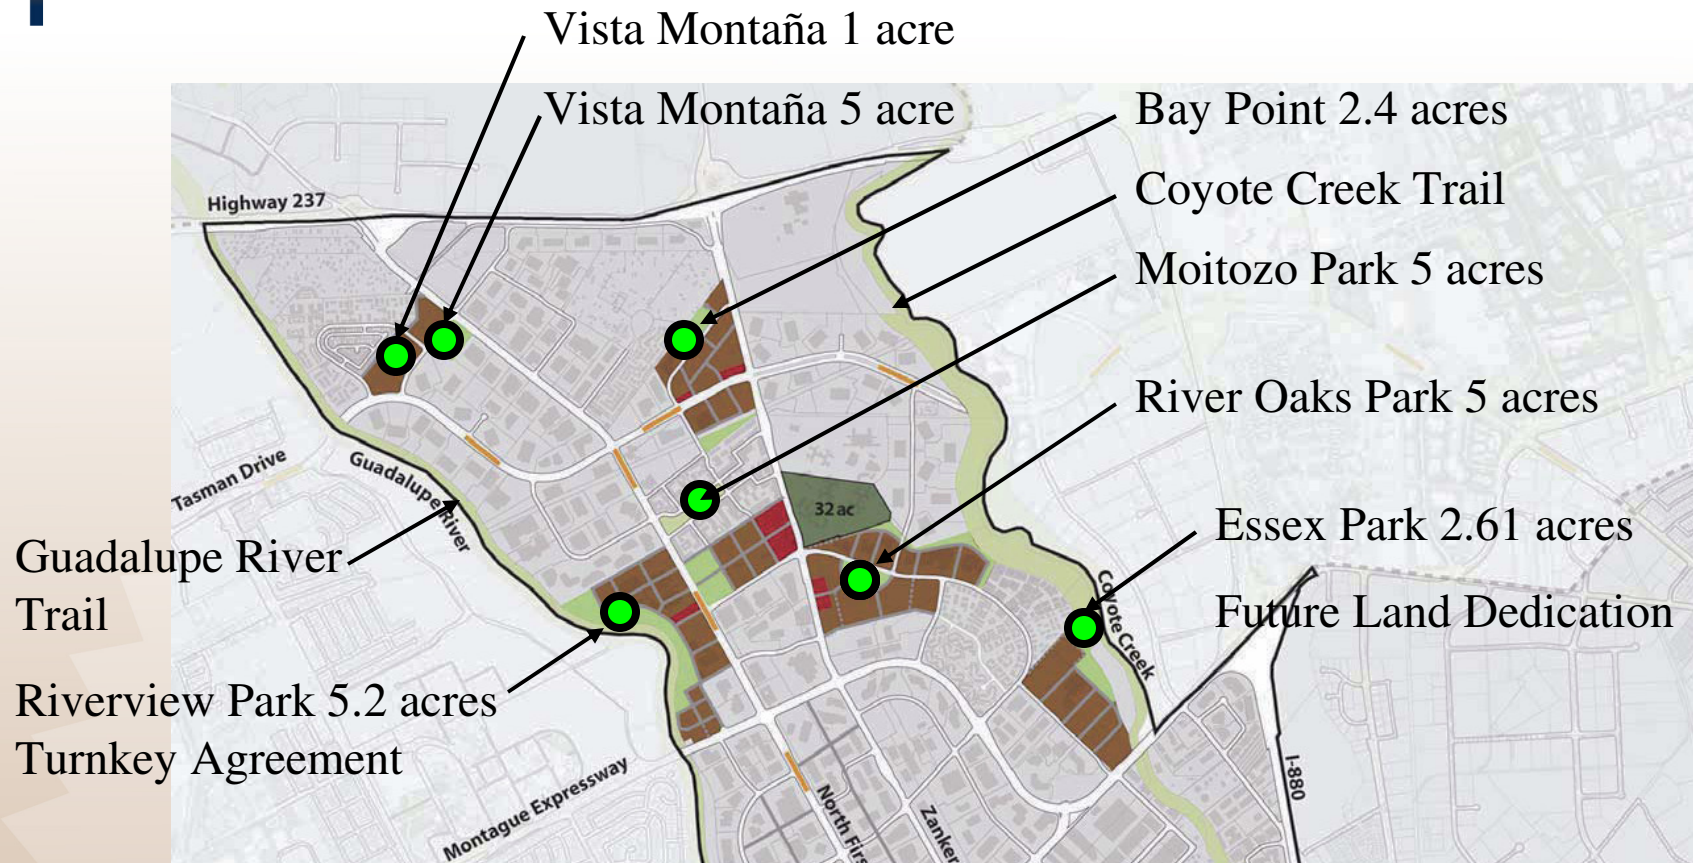 Vista Montaña 1 acre
Vista Montaña 5 acre
Bay Point 2.4 acres
Coyote Creek Trail
Highway 237
Moitozo Park 5 acres
River Oaks Park 5 acres
Tasman Drive
Guadalupe River
32 ac
Essex Park 2.61 acres
Future Land Dedication
Guadalupe River
Trail
Coyote Creek
Riverview Park 5.2 acres
Turnkey Agreement
Montague Expressway
North Firs
Zanker
I-880